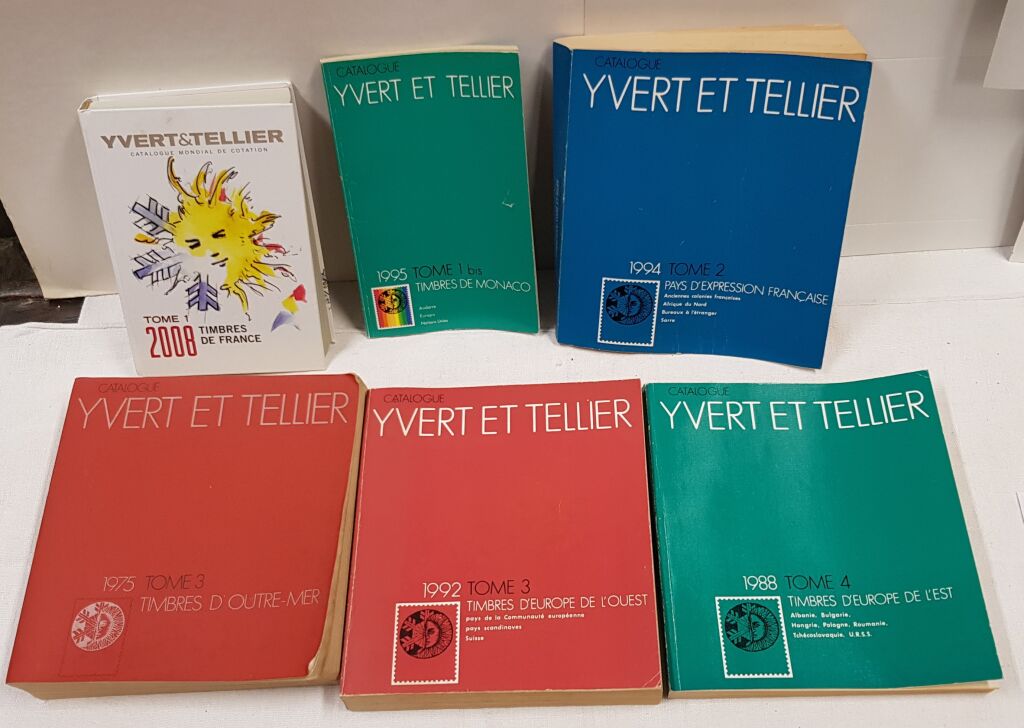 YVERT&TELLIER
CATALOGUE MONDIAL DE COTATION
TOME 1
2008 TIMBRES
DE FRANCE
CATALOGUE
YVERT ET TELLIER
1995 TOME 1 bis
TIMBRES DE MONACO
Andorre
Europa
Nations Unies
CATALOGUE
YVERT ET TELLIER
1994 TOME 2
PAYS D'EXPRESSION FRANÇAISE
Anciennes colonies françaises
Afrique du Nord
Bureaux à l'étranger
Sarre
CATALOGUE
YVERT ET TELLIER
1975 TOME 3
TIMBRES D'OUTRE-MER
CATALOGUE
YVERT ET TELLIER
1992 TOME 3
TIMBRES D'EUROPE DE L'OUEST
pays de la Communauté européenne
pays scandinaves
Suisse
CATALOGUE
YVERT ET TELLIER
1988 TOME 4
TIMBRES D'EUROPE DE L'EST
Albanie, Bulgarie,
Hongrie, Pologne, Roumanie,
Tchécoslovaquie, U.R.S.S.